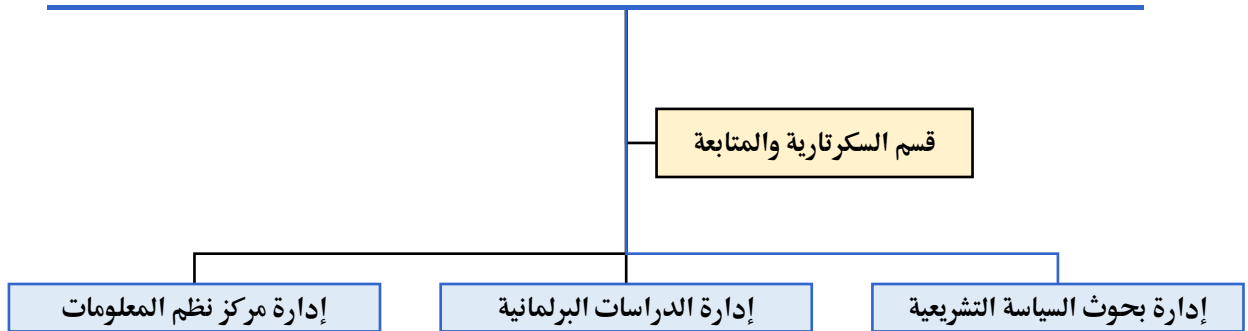 قسم السكرتارية والمتابعة
إدارة بحوث السياسة التشريعية
إدارة الدراسات البرلمانية
إدارة مركز نظم المعلومات